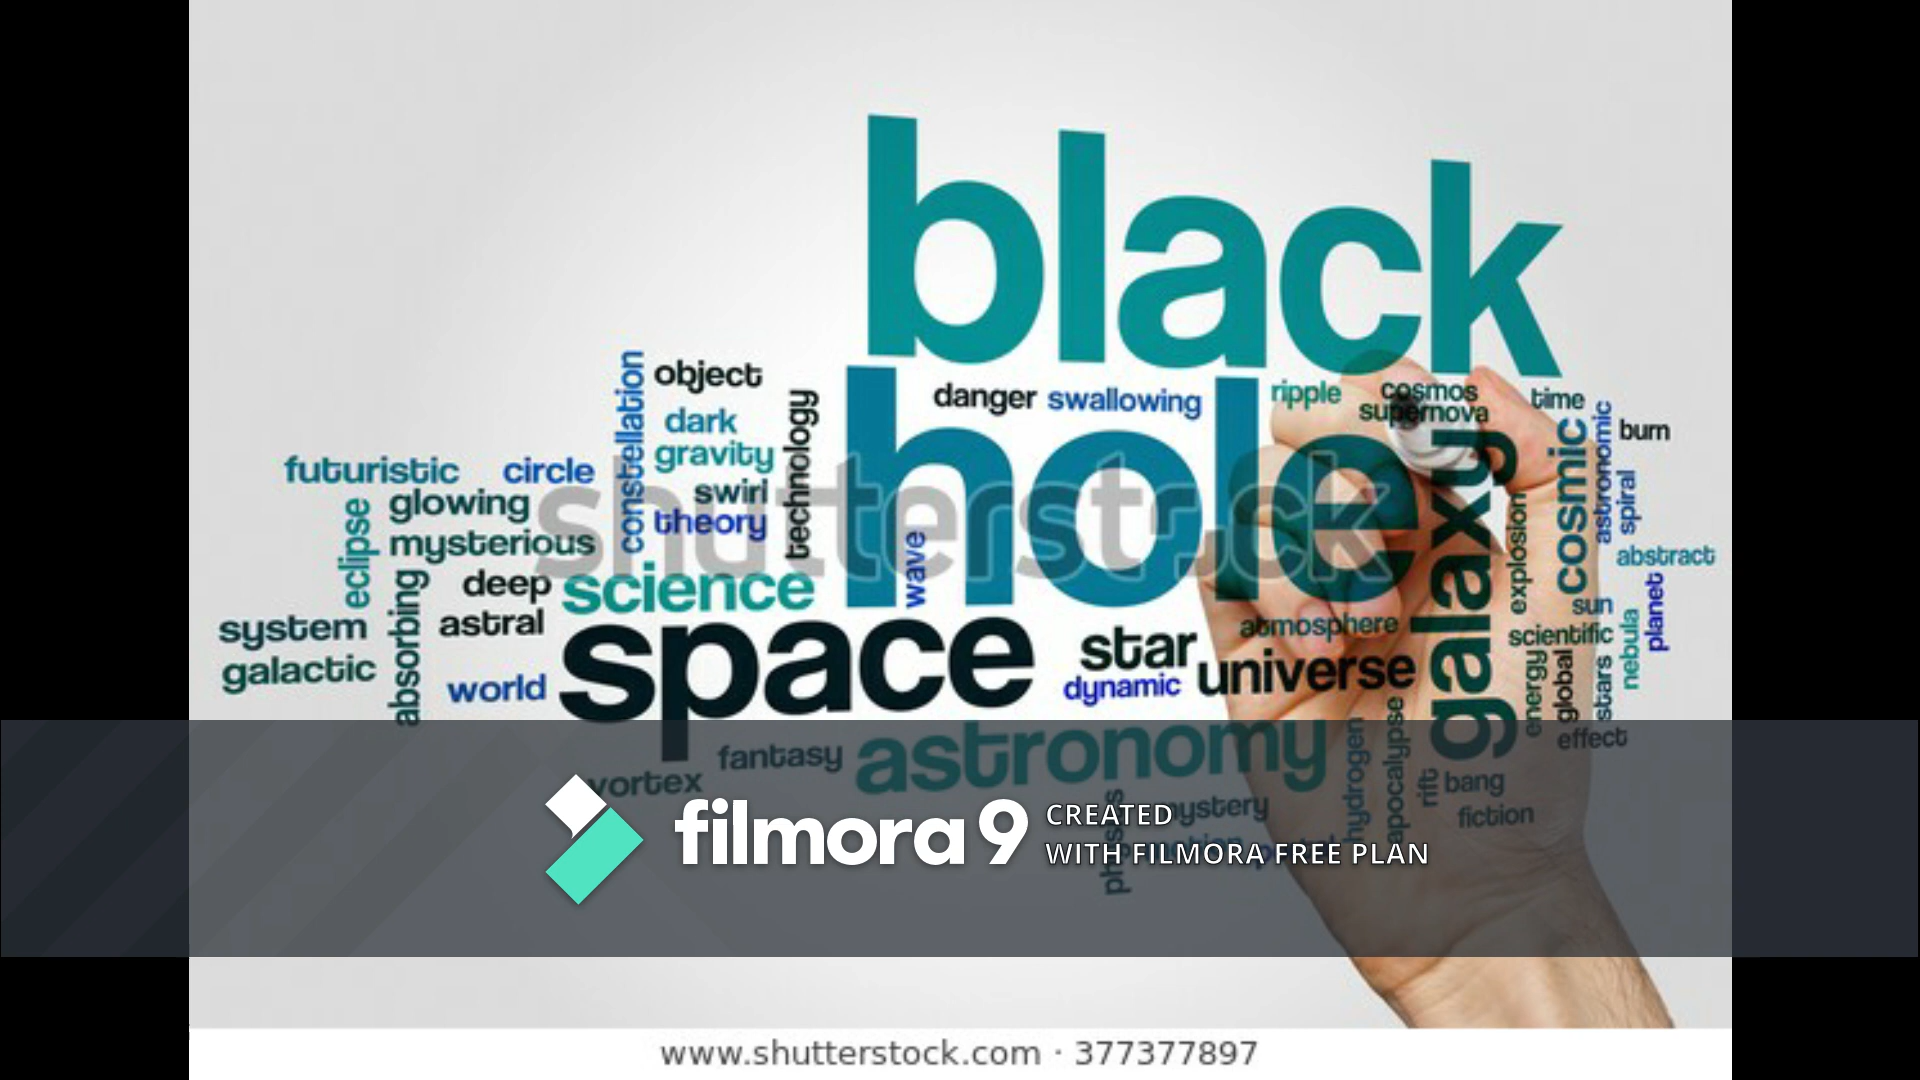 black
hole
object
constellation
dark
gravity
technology
danger
swallowing
ripple
cosmos
supernova
time
burn
astronomic
cosmic
spiral
futuristic
circle
swirl
theory
glowing
eclipse
mysterious
wave
galaxy
explosion
abstract
deep
science
absorbing
astral
system
galactic
world
space
star
universe
dynamic
atmosphere
sun
scientific
planet
nebula
energy
global
stars
effect
shutterstock
fantasy
astronomy
vortex
hydrogen
apocalypse
rift
bang
fiction
mystery
filmora9
CREATED
WITH FILMORA FREE PLAN
www.shutterstock.com · 377377897